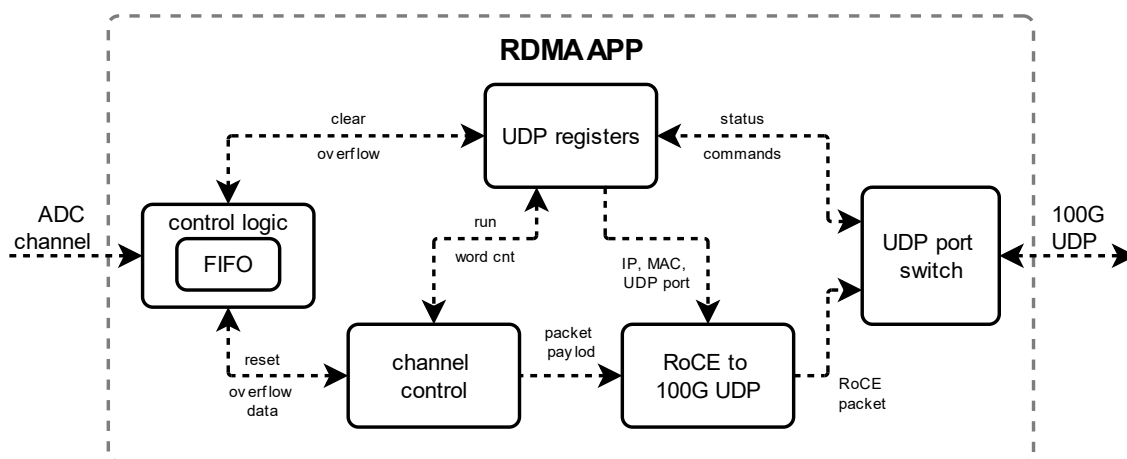 RDMA APP
clear
overflow
UDP registers
status
commands
ADC
channel
control logic
FIFO
run
word cnt
IP, MAC,
UDP port
UDP port
switch
100G
UDP
reset
overflow
data
channel
control
packet
paylod
RoCE to
100G UDP
RoCE
packet